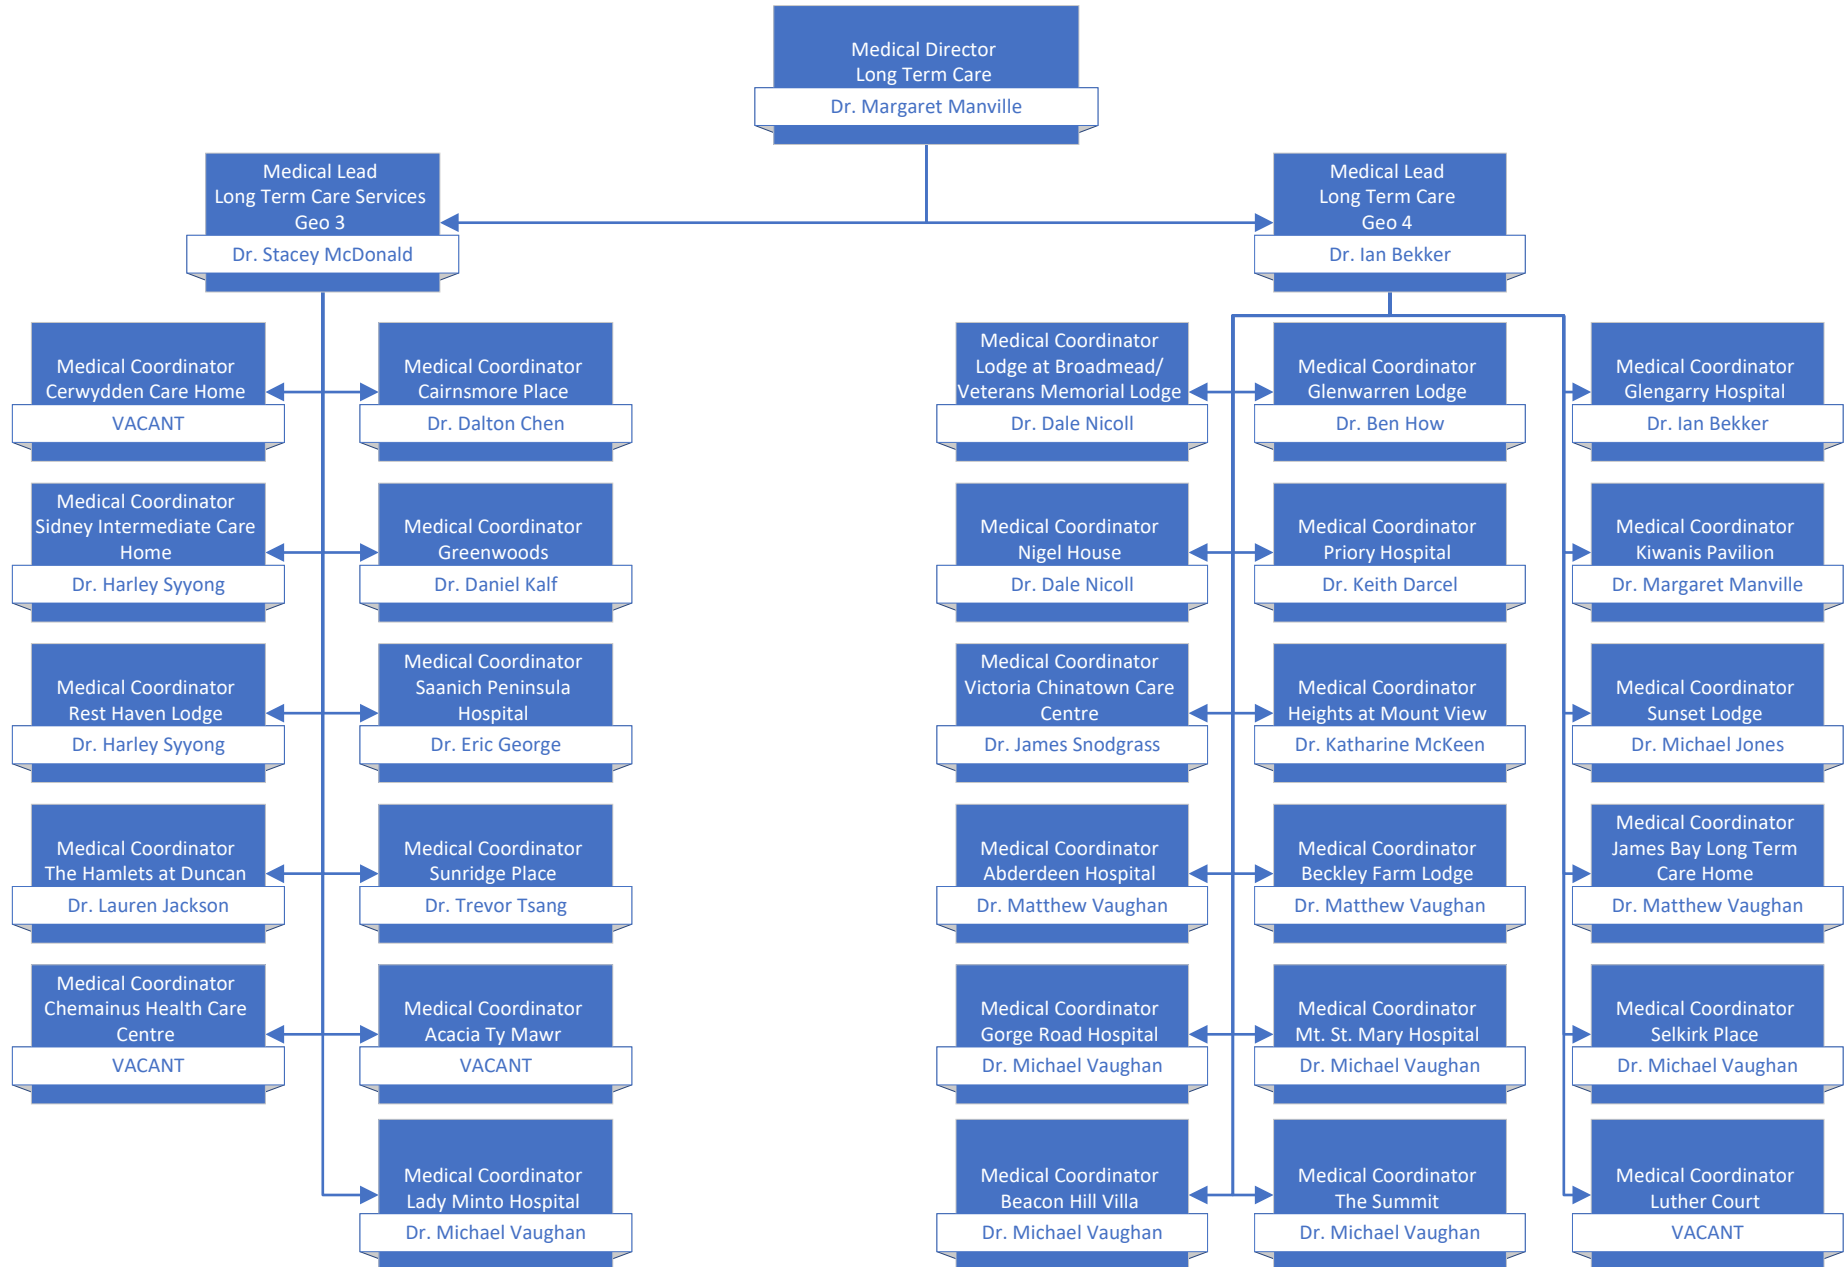 Medical Director
Long Term Care
Dr. Margaret Manville
Medical Lead
Long Term Care Services
Geo 3
Dr. Stacey McDonald
Medical Lead
Long Term Care
Geo 4
Dr. Ian Bekker
Medical Coordinator
Cerwydden Care Home
VACANT
Medical Coordinator
Cairnsmore Place
Dr. Dalton Chen
Medical Coordinator
Lodge at Broadmead/
Veterans Memorial Lodge
Dr. Dale Nicoll
Medical Coordinator
Glenwarren Lodge
Dr. Ben How
Medical Coordinator
Glengarry Hospital
Dr. Ian Bekker
Medical Coordinator
Sidney Intermediate Care
Home
Dr. Harley Syyong
Medical Coordinator
Greenwoods
Dr. Daniel Kalf
Medical Coordinator
Nigel House
Dr. Dale Nicoll
Medical Coordinator
Priory Hospital
Dr. Keith Darcel
Medical Coordinator
Kiwanis Pavilion
Dr. Margaret Manville
Medical Coordinator
Rest Haven Lodge
Dr. Harley Syyong
Medical Coordinator
Saanich Peninsula
Hospital
Dr. Eric George
Medical Coordinator
Victoria Chinatown Care
Centre
Dr. James Snodgrass
Medical Coordinator
Heights at Mount View
Dr. Katharine McKeen
Medical Coordinator
Sunset Lodge
Dr. Michael Jones
Medical Coordinator
The Hamlets at Duncan
Dr. Lauren Jackson
Medical Coordinator
Sunridge Place
Dr. Trevor Tsang
Medical Coordinator
Abderdeen Hospital
Dr. Matthew Vaughan
Medical Coordinator
Beckley Farm Lodge
Dr. Matthew Vaughan
Medical Coordinator
James Bay Long Term
Care Home
Dr. Matthew Vaughan
Medical Coordinator
Chemainus Health Care
Centre
VACANT
Medical Coordinator
Acacia Ty Mawr
VACANT
Medical Coordinator
Gorge Road Hospital
Dr. Michael Vaughan
Medical Coordinator
Mt. St. Mary Hospital
Dr. Michael Vaughan
Medical Coordinator
Selkirk Place
Dr. Michael Vaughan
Medical Coordinator
Lady Minto Hospital
Dr. Michael Vaughan
Medical Coordinator
Beacon Hill Villa
Dr. Michael Vaughan
Medical Coordinator
The Summit
Dr. Michael Vaughan
Medical Coordinator
Luther Court
VACANT